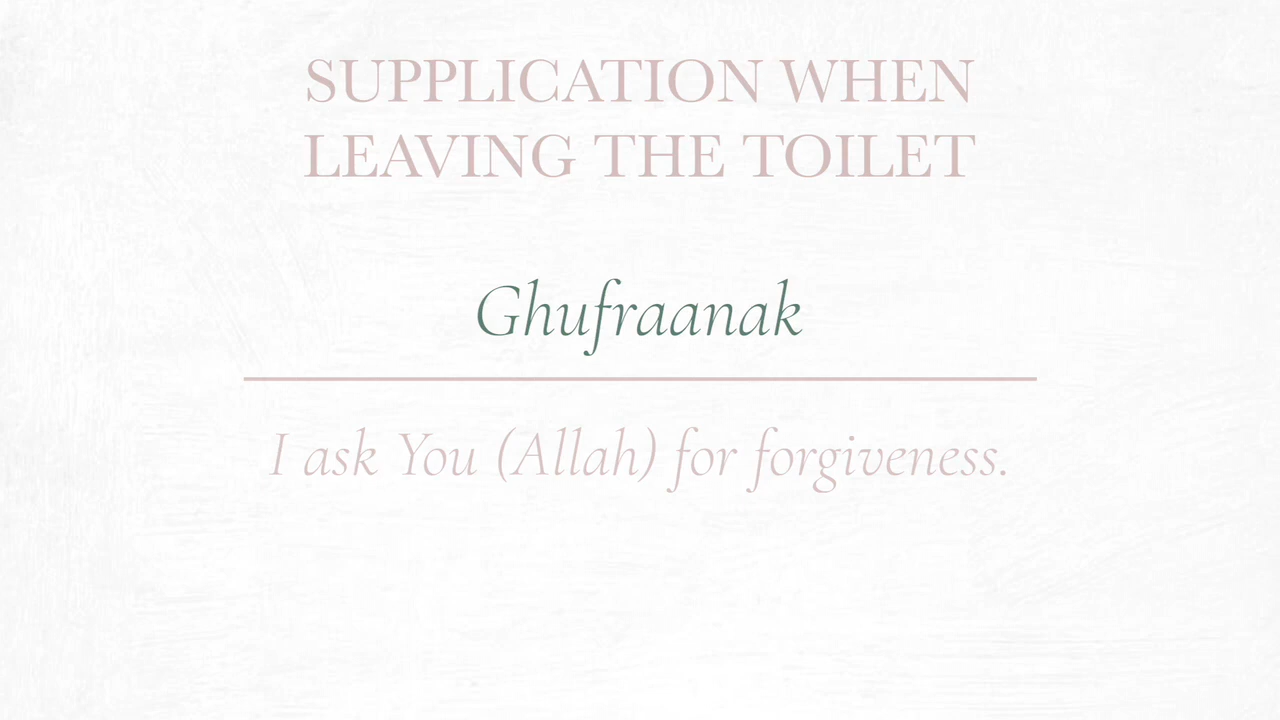 SUPPLICATION WHEN
LEAVING THE TOILET
Ghufraanak
I ask You (Allah) for forgiveness.